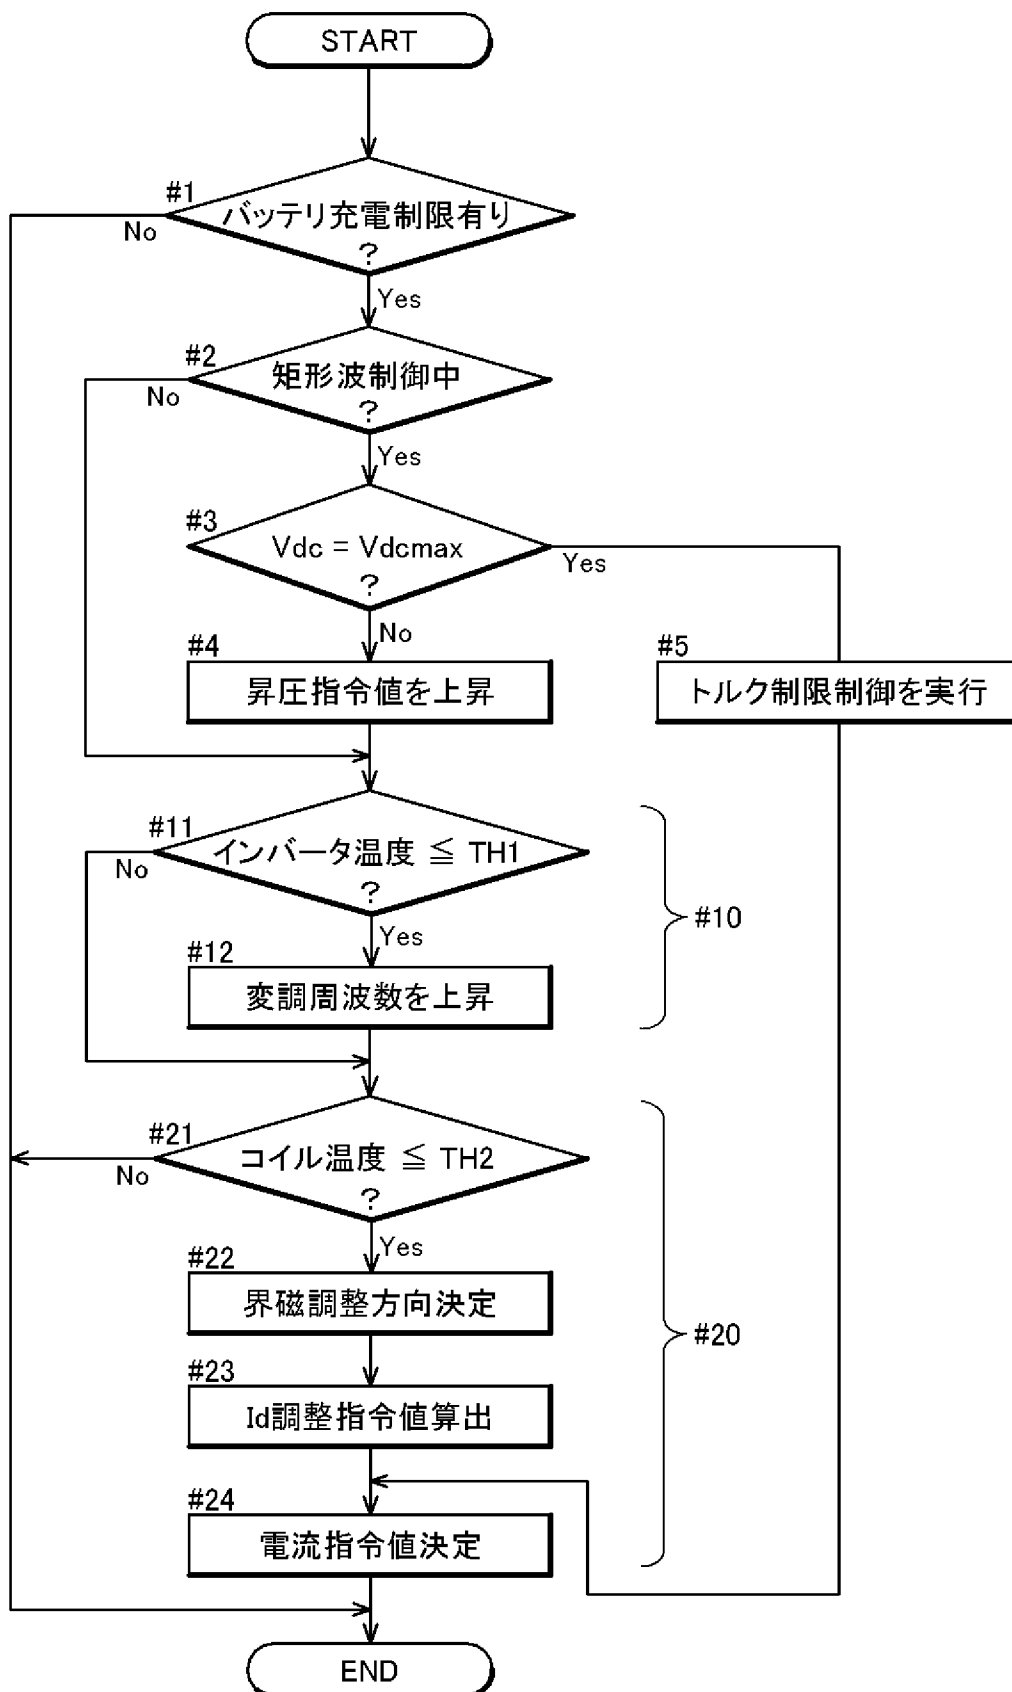 START
#1
バッテリ充電制限有り
?
No
Yes
#2
矩形波制御中
?
No
Yes
#3
Vdc = Vdcmax
?
Yes
No
#4
昇圧指令値を上昇
#5
トルク制限制御を実行
#11
インバータ温度 ≦ TH1
?
No
Yes
#10
#12
変調周波数を上昇
#21
コイル温度 ≦ TH2
?
No
Yes
#22
界磁調整方向決定
#20
#23
Id調整指令値算出
#24
電流指令値決定
END